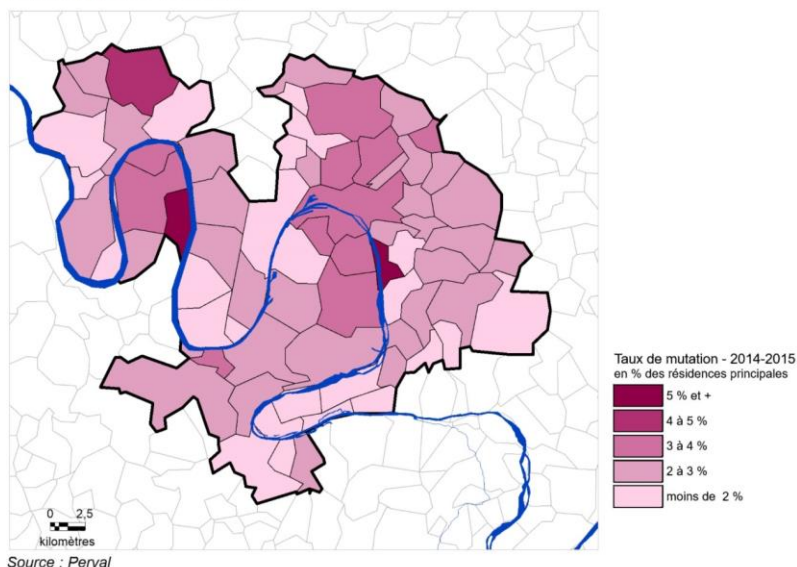 Taux de mutation - 2014-2015
en % des résidences principales
5 % et +
4 à 5 %
3 à 4 %
2 à 3 %
moins de 2 %
0 2,5
kilomètres
Source : Perval